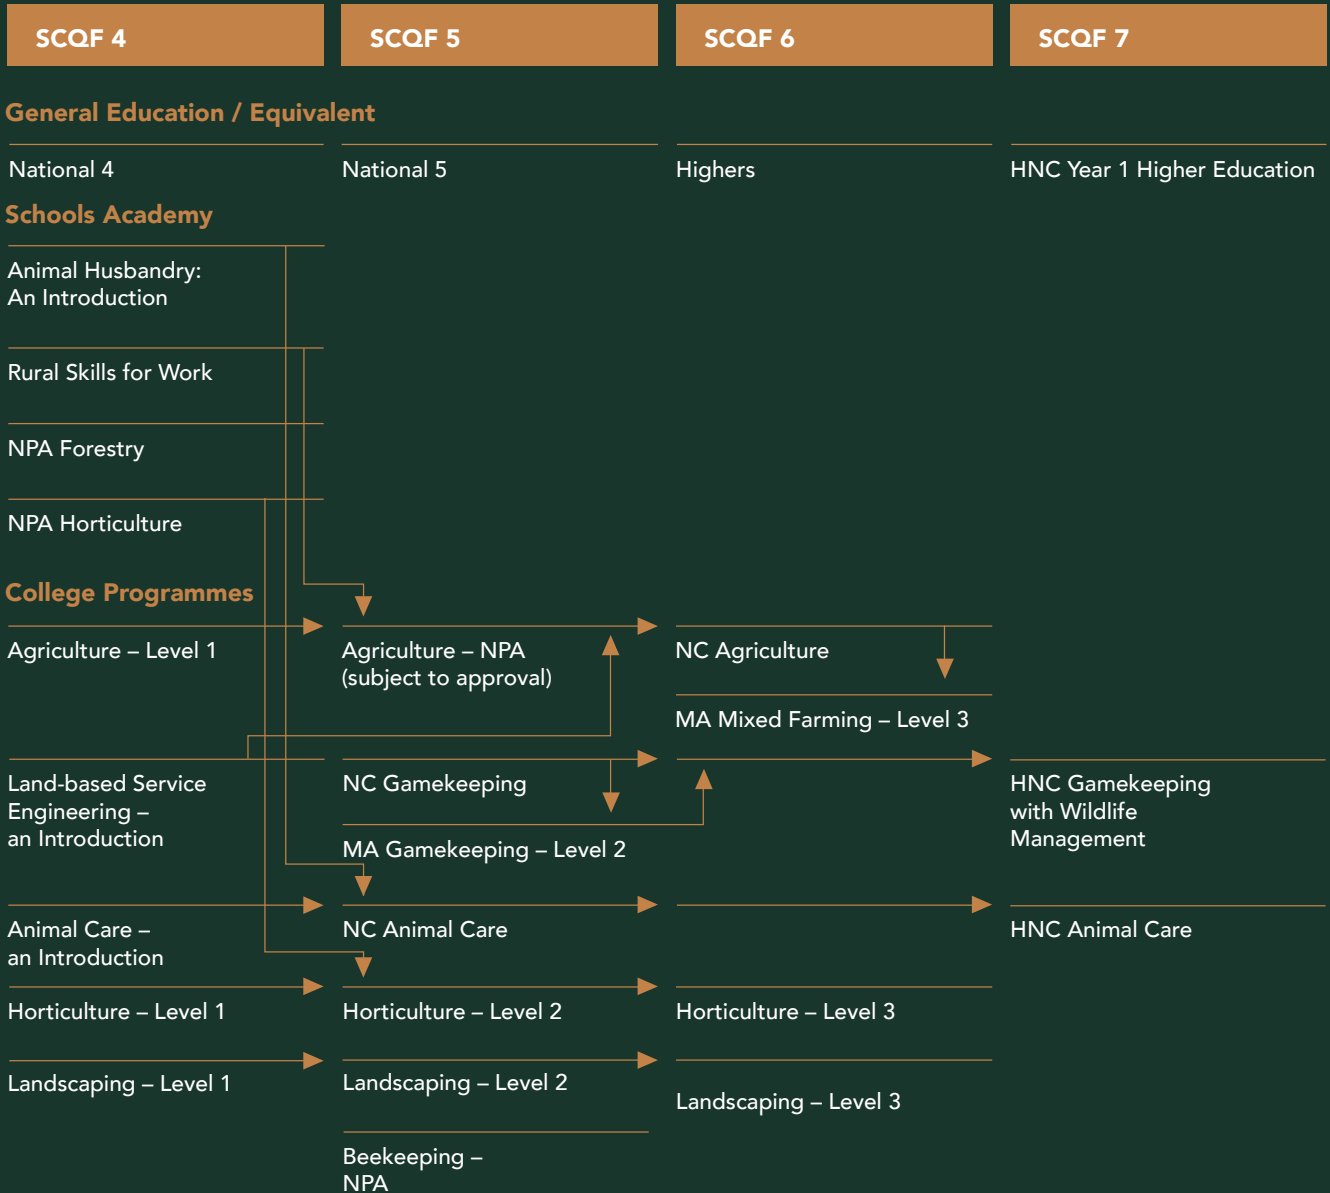 SCQF 4
SCQF 5
SCQF 6
SCQF 7
General Education / Equivalent
National 4
National 5
Highers
HNC Year 1 Higher Education
Schools Academy
Animal Husbandry:
An Introduction
Rural Skills for Work
NPA Forestry
NPA Horticulture
College Programmes
Agriculture – Level 1
Agriculture – NPA
(subject to approval)
NC Agriculture
MA Mixed Farming – Level 3
Land-based Service
Engineering –
an Introduction
NC Gamekeeping
MA Gamekeeping – Level 2
HNC Gamekeeping
with Wildlife
Management
Animal Care –
an Introduction
NC Animal Care
HNC Animal Care
Horticulture – Level 1
Horticulture – Level 2
Horticulture – Level 3
Landscaping – Level 1
Landscaping – Level 2
Landscaping – Level 3
Beekeeping –
NPA